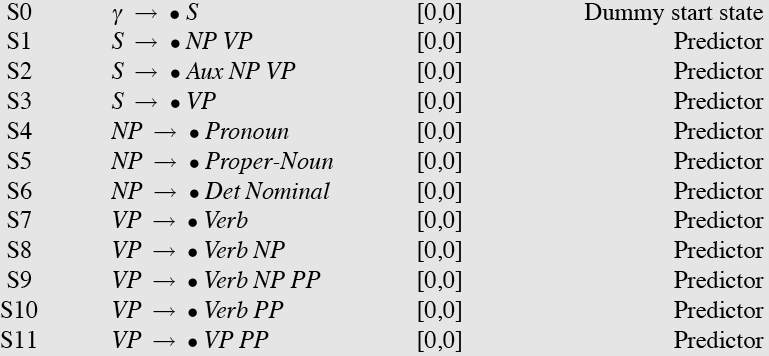 S0 γ → • S [0,0] Dummy start state
S1 S → • NP VP [0,0] Predictor
S2 S → • Aux NP VP [0,0] Predictor
S3 S → • VP [0,0] Predictor
S4 NP → • Pronoun [0,0] Predictor
S5 NP → • Proper-Noun [0,0] Predictor
S6 NP → • Det Nominal [0,0] Predictor
S7 VP → • Verb [0,0] Predictor
S8 VP → • Verb NP [0,0] Predictor
S9 VP → • Verb NP PP [0,0] Predictor
S10 VP → • Verb PP [0,0] Predictor
S11 VP → • VP PP [0,0] Predictor